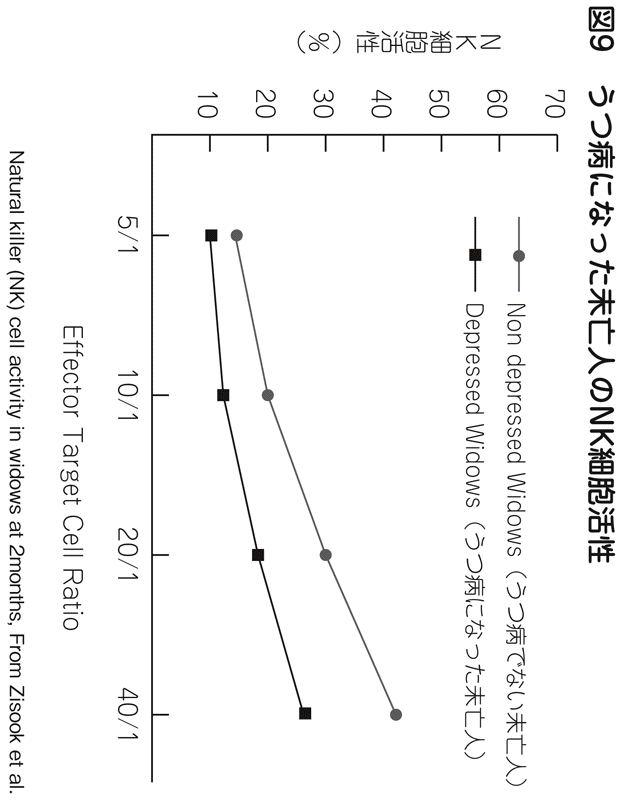 図9　うつ病になった未亡人のNK細胞活性
NK細胞活性（%）
70
60
50
40
30
20
10
Non depressed Widows（うつ病でない未亡人）
Depressed Widows（うつ病になった未亡人）
5/1
10/1
20/1
40/1
Effector Target Cell Ratio
Natural killer (NK) cell activity in widows at 2months, From Zisook et al.